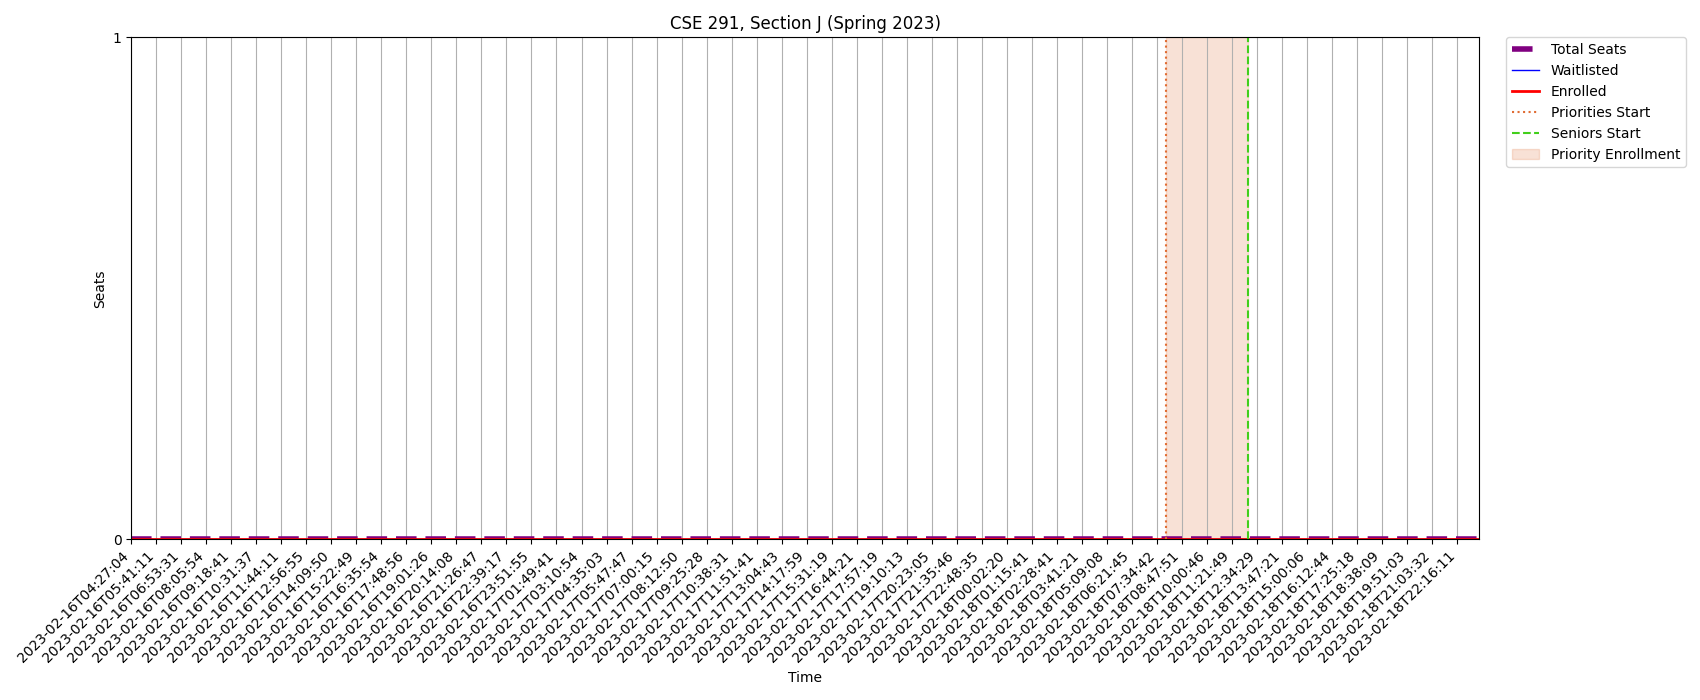 CSE 291, Section J (Spring 2023)
1
0
Seats
Total Seats
Waitlisted
Enrolled
Priorities Start
Seniors Start
Priority Enrollment
2023-02-16T04:27:04
2023-02-16T05:41:11
2023-02-16T06:53:31
2023-02-16T08:05:54
2023-02-16T09:18:41
2023-02-16T10:31:37
2023-02-16T11:44:11
2023-02-16T12:56:55
2023-02-16T14:09:50
2023-02-16T15:22:49
2023-02-16T16:35:54
2023-02-16T17:48:56
2023-02-16T19:01:26
2023-02-16T20:14:08
2023-02-16T21:26:47
2023-02-16T22:39:17
2023-02-16T23:51:55
2023-02-17T01:49:41
2023-02-17T03:10:54
2023-02-17T04:35:03
2023-02-17T05:47:47
2023-02-17T07:00:15
2023-02-17T08:12:50
2023-02-17T09:25:28
2023-02-17T10:38:31
2023-02-17T11:51:41
2023-02-17T13:04:43
2023-02-17T14:17:59
2023-02-17T15:31:19
2023-02-17T16:44:21
2023-02-17T17:57:19
2023-02-17T19:10:13
2023-02-17T20:23:05
2023-02-17T21:35:46
2023-02-17T22:48:35
2023-02-18T00:02:20
2023-02-18T01:15:41
2023-02-18T02:28:41
2023-02-18T03:41:21
2023-02-18T05:09:08
2023-02-18T06:21:45
2023-02-18T07:34:42
2023-02-18T08:47:51
2023-02-18T10:00:46
2023-02-18T11:21:49
2023-02-18T12:34:29
2023-02-18T13:47:21
2023-02-18T15:00:06
2023-02-18T16:12:44
2023-02-18T17:25:18
2023-02-18T18:38:09
2023-02-18T19:51:03
2023-02-18T21:03:32
2023-02-18T22:16:11
Time